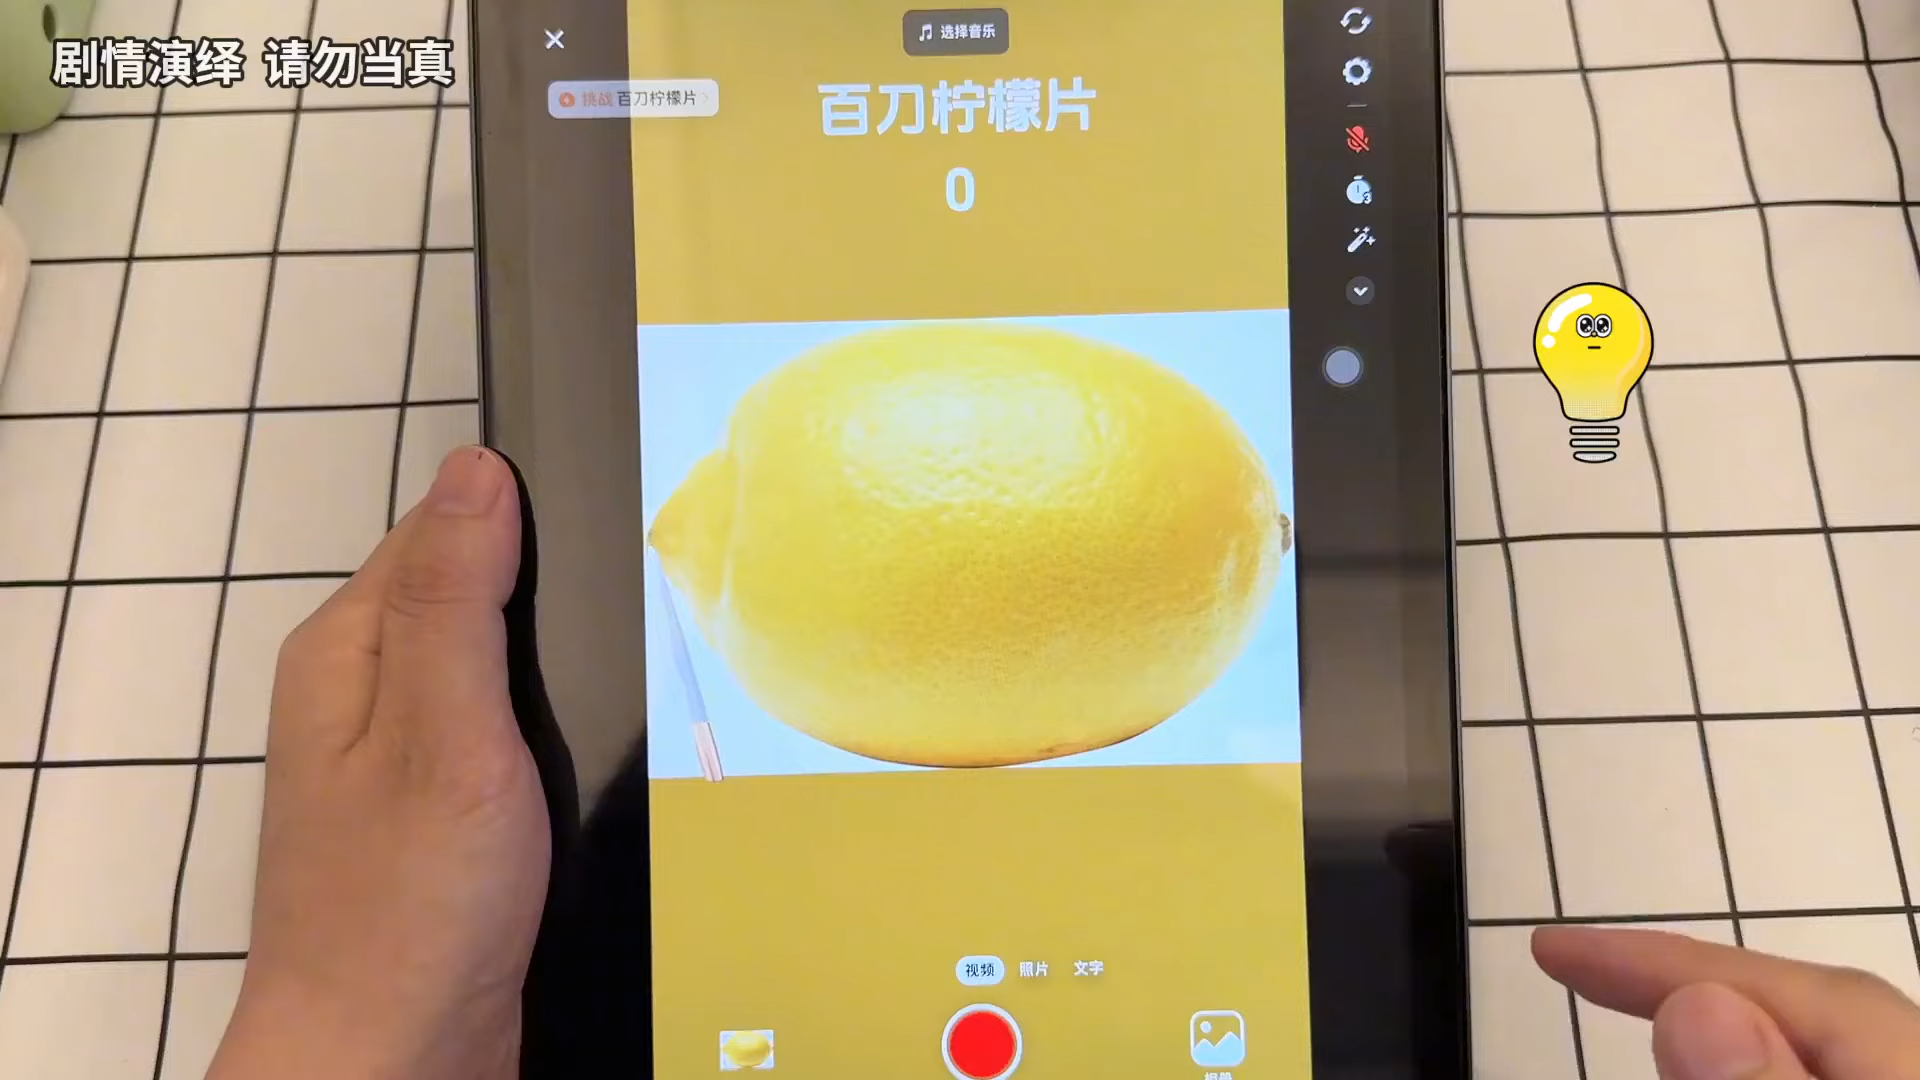 剧情演绎 请勿当真
选择音乐
挑战 百刀柠檬片
百刀柠檬片
0
视频 照片 文字